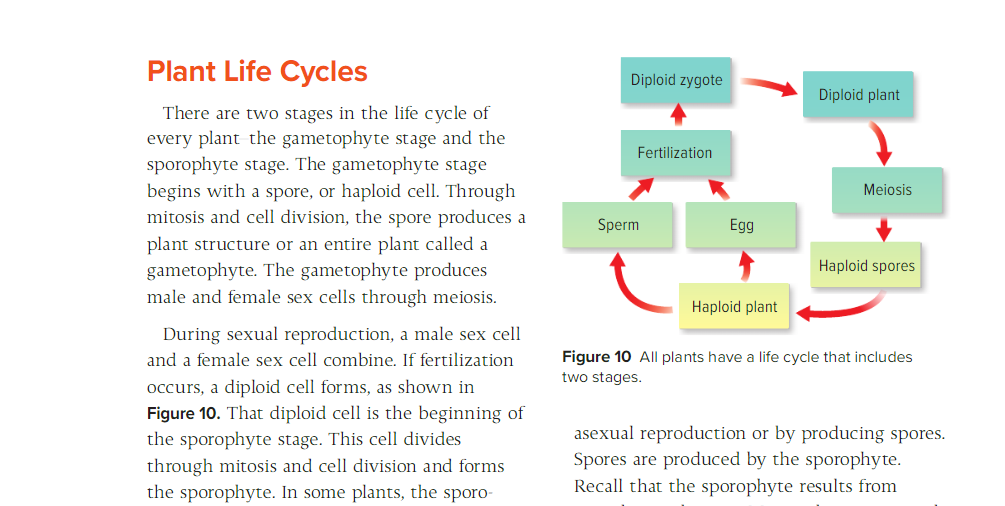 Plant Life Cycles
There are two stages in the life cycle of
every plant–the gametophyte stage and the
sporophyte stage. The gametophyte stage
begins with a spore, or haploid cell. Through
mitosis and cell division, the spore produces a
plant structure or an entire plant called a
gametophyte. The gametophyte produces
male and female sex cells through meiosis.
During sexual reproduction, a male sex cell
and a female sex cell combine. If fertilization
occurs, a diploid cell forms, as shown in
Figure 10. That diploid cell is the beginning of
the sporophyte stage. This cell divides
through mitosis and cell division and forms
the sporophyte. In some plants, the sporo-
Diploid zygote
Diploid plant
Fertilization
Meiosis
Sperm
Egg
Haploid spores
Haploid plant
Figure 10 All plants have a life cycle that includes
two stages.
asexual reproduction or by producing spores.
Spores are produced by the sporophyte.
Recall that the sporophyte results from